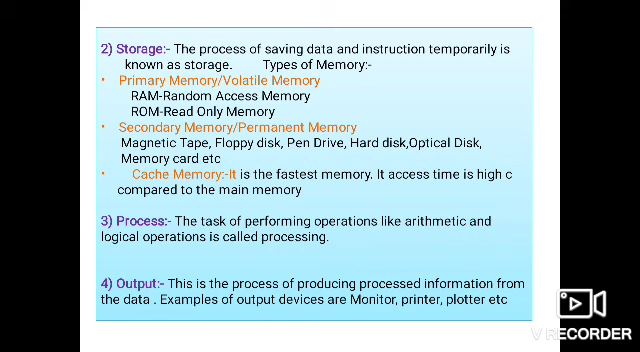 2) Storage:- The process of saving data and instruction temporarily is
known as storage. Types of Memory:-
• Primary Memory/Volatile Memory
RAM-Random Access Memory
ROM-Read Only Memory
• Secondary Memory/Permanent Memory
Magnetic Tape, Floppy disk, Pen Drive, Hard disk,Optical Disk,
Memory card etc
• Cache Memory:-It is the fastest memory. It access time is high c
compared to the main memory
3) Process:- The task of performing operations like arithmetic and
logical operations is called processing.
4) Output:- This is the process of producing processed information from
the data . Examples of output devices are Monitor, printer, plotter etc
V RECORDER